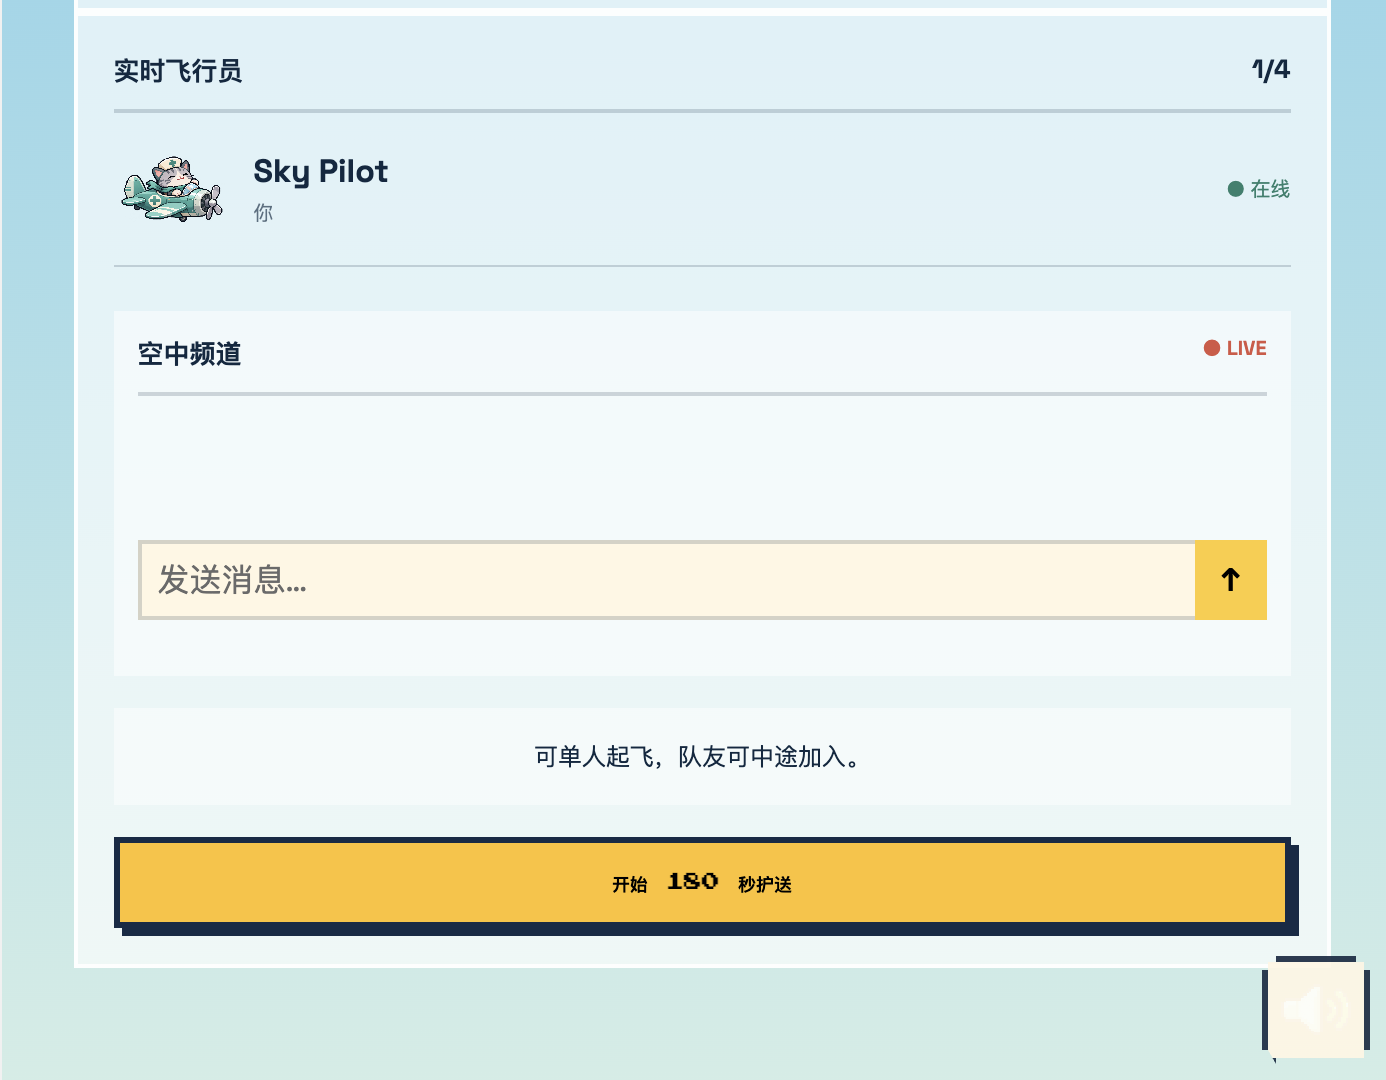 实时飞行员
1/4
Sky Pilot
你
在线
空中频道
LIVE
发送消息...
↑
可单人起飞，队友可中途加入。
开始 180 秒护送